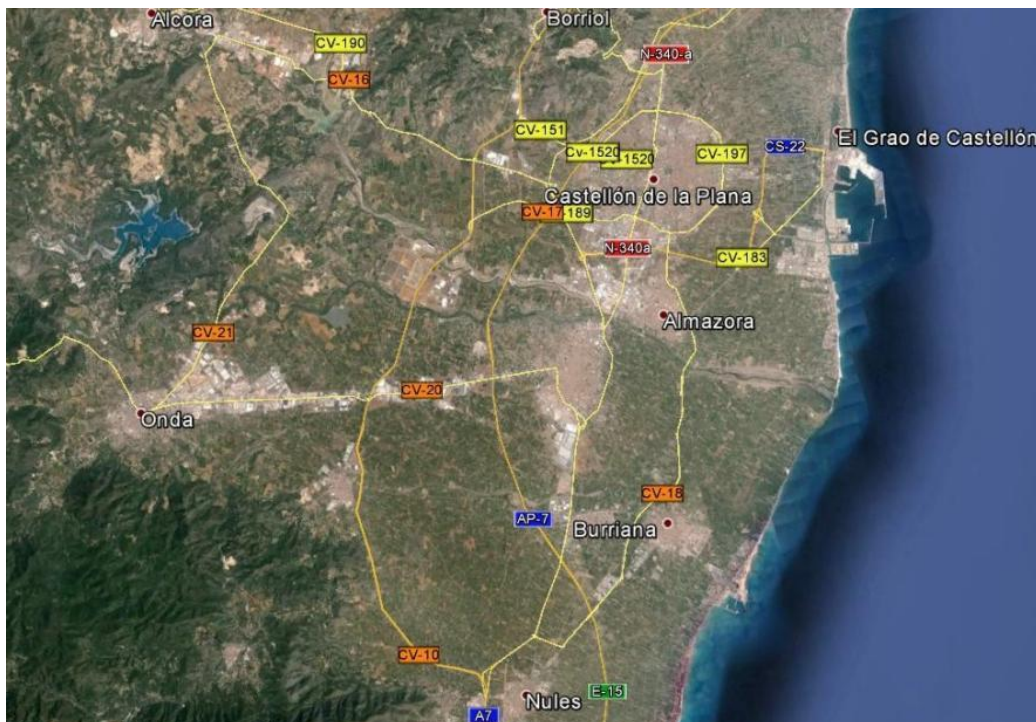 Alcora
Borriol
CV-190
N-340-a
CV-16
CV-151
El Grao de Castellón
CS-22
Cv-1520
CV-197
Castellón de la Plana
CV-17
N-340a
CV-183
Almazora
CV-21
CV-20
Onda
CV-18
AP-7
Burriana
CV-10
E-15
Nules
A7